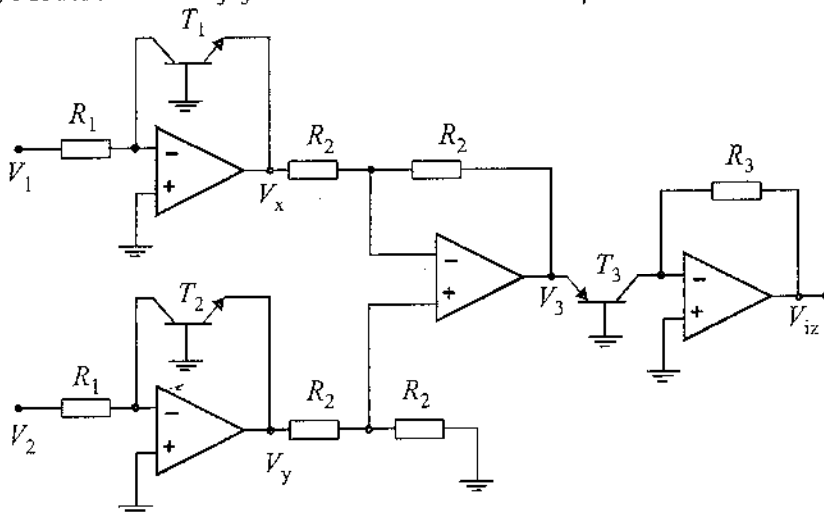 T1
R1
R2
R2
R3
−
+
V1
Vx
−
+
T3
−
+
V3
Viz
T2
R1
R2
R2
−
+
V2
Vy